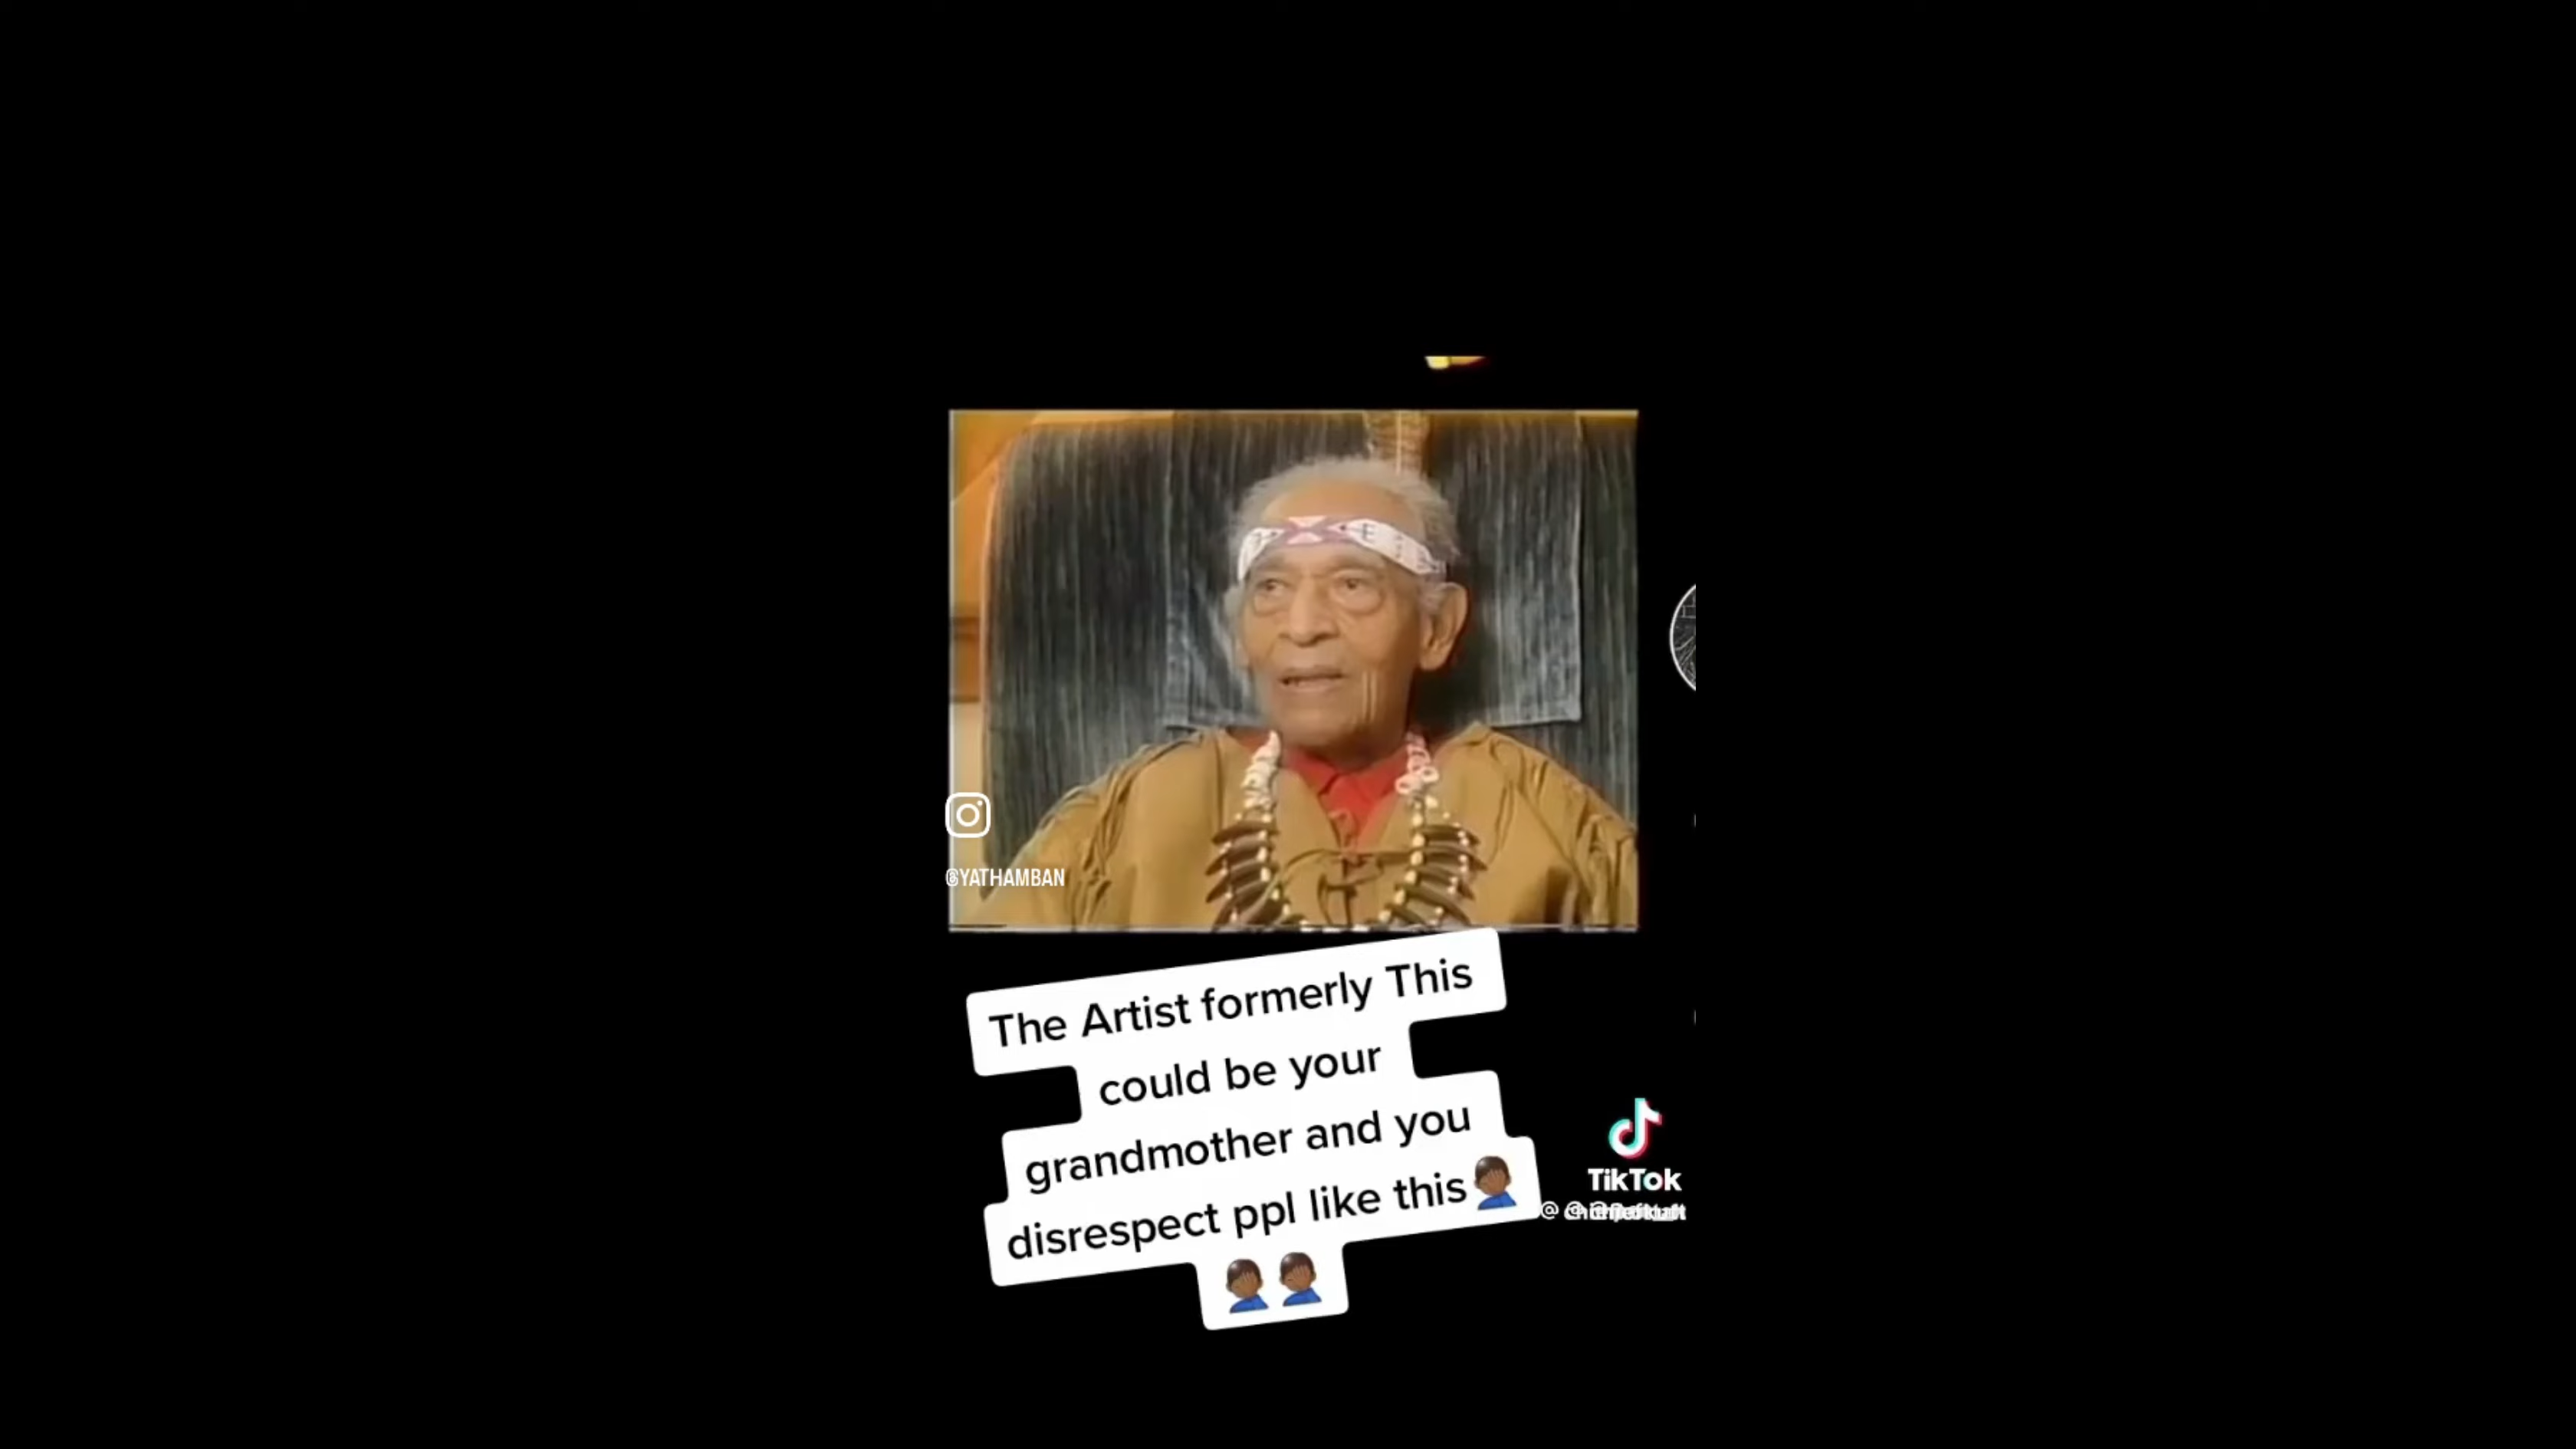 @YATHAMBAN
The Artist formerly This
could be your
grandmother and you
disrespect ppl like this🤦🏾‍♂️
🤦🏾‍♂️🤦🏾‍♂️
TikTok